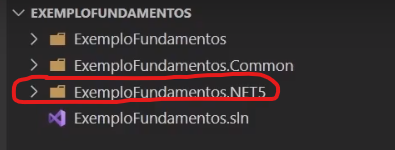 EXEMPLOFUNDAMENTOS
ExemploFundamentos
ExemploFundamentos.Common
ExemploFundamentos.NET5
ExemploFundamentos.sln